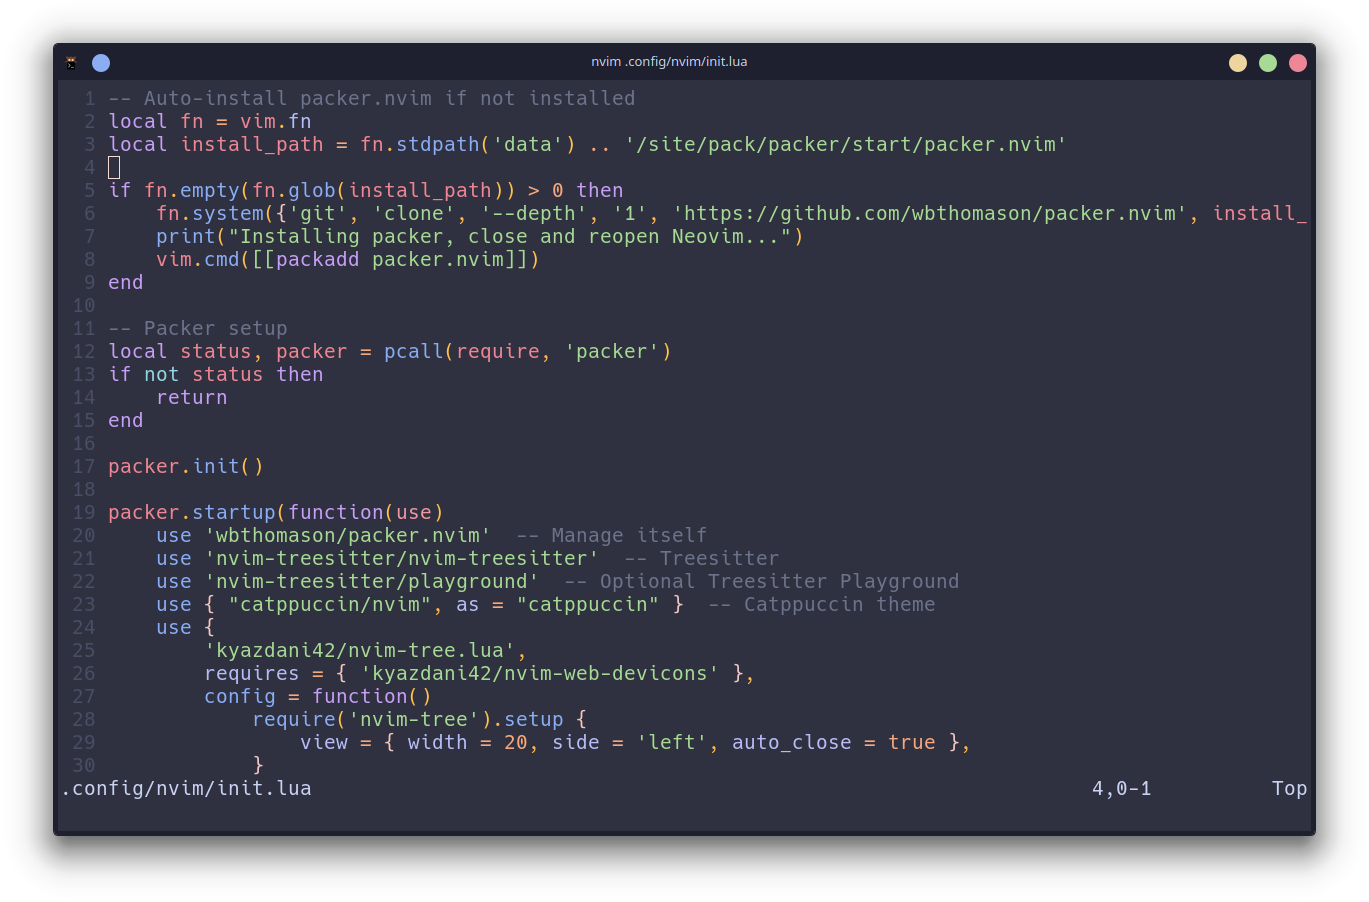 nvim .config/nvim/init.lua
1 -- Auto-install packer.nvim if not installed
2 local fn = vim.fn
3 local install_path = fn.stdpath('data') .. '/site/pack/packer/start/packer.nvim'
4
5 if fn.empty(fn.glob(install_path)) > 0 then
6     fn.system({'git', 'clone', '--depth', '1', 'https://github.com/wbthomason/packer.nvim', install_
7     print("Installing packer, close and reopen Neovim...")
8     vim.cmd([[packadd packer.nvim]])
9 end
10
11 -- Packer setup
12 local status, packer = pcall(require, 'packer')
13 if not status then
14     return
15 end
16
17 packer.init()
18
19 packer.startup(function(use)
20     use 'wbthomason/packer.nvim'  -- Manage itself
21     use 'nvim-treesitter/nvim-treesitter'  -- Treesitter
22     use 'nvim-treesitter/playground'  -- Optional Treesitter Playground
23     use { "catppuccin/nvim", as = "catppuccin" }  -- Catppuccin theme
24     use {
25         'kyazdani42/nvim-tree.lua',
26         requires = { 'kyazdani42/nvim-web-devicons' },
27         config = function()
28             require('nvim-tree').setup {
29                 view = { width = 20, side = 'left', auto_close = true },
30             }
.config/nvim/init.lua 4,0-1 Top